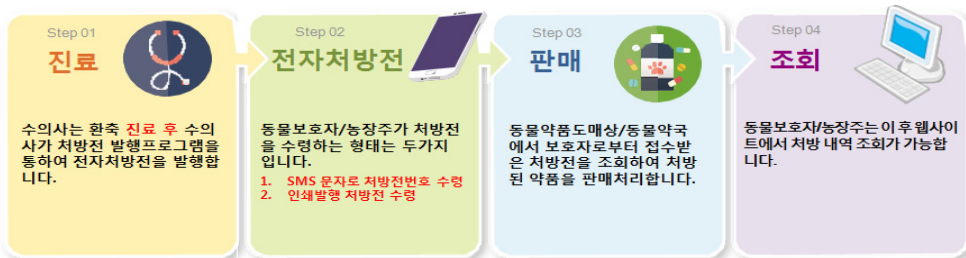 Step 01
진료
수의사는 환축 진료 후 수의
사가 처방전 발행프로그램을
통하여 전자처방전을 발행합
니다.
Step 02
전자처방전
동물보호자/농장주가 처방전
을 수령하는 형태는 두가지
입니다.
1. SMS 문자로 처방전번호 수령
2. 인쇄발행 처방전 수령
Step 03
판매
동물약품도매상/동물약국
에서 보호자로부터 접수받
은 처방전을 조회하여 처방
된 약품을 판매처리합니다.
Step 04
조회
동물보호자/농장주는 이 후 웹사이
트에서 처방 내역 조회가 가능합
니다.